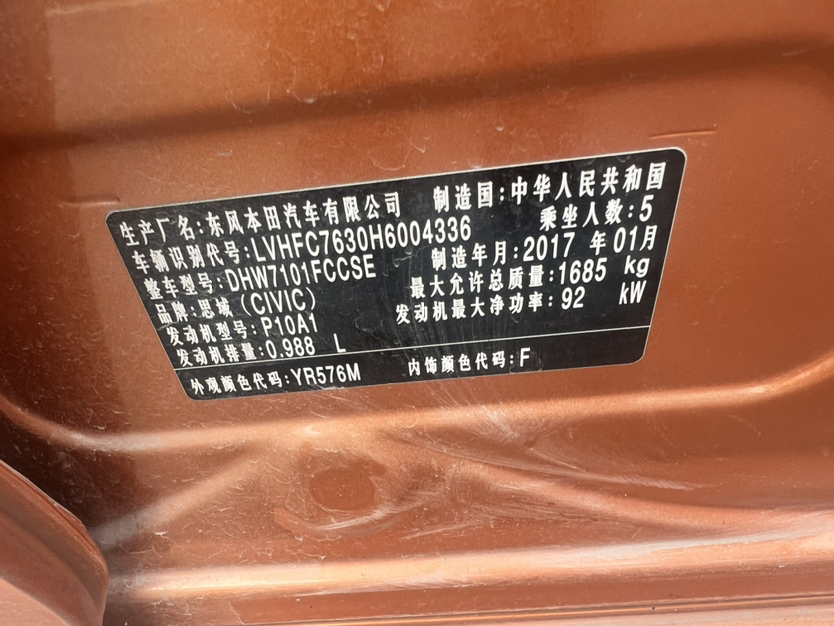 生产厂名:东风本田汽车有限公司 制造国:中华人民共和国
车辆识别代号:LVHFC7630H6004336 乘坐人数:5
整车型号:DHW7101FCCSE 制造年月:2017 年01月
品牌:思域(CIVIC) 最大允许总质量:1685 kg
发动机型号:P10A1 发动机最大净功率:92 kW
发动机排量:0.988 L
外观颜色代码:YR576M 内饰颜色代码:F